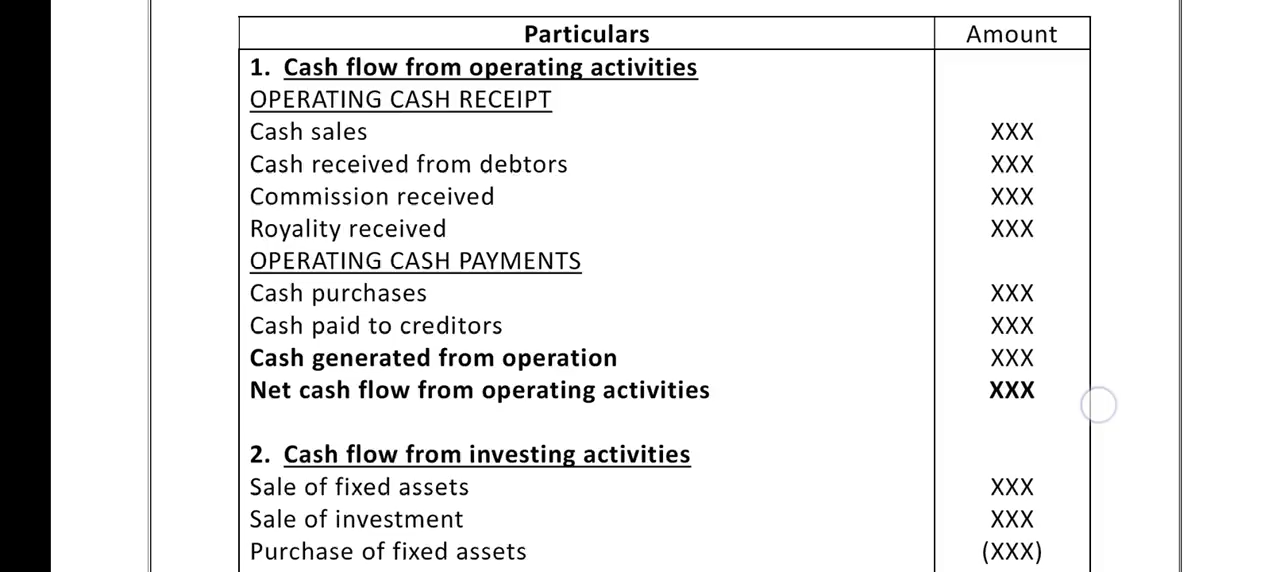 Particulars Amount
1. Cash flow from operating activities
OPERATING CASH RECEIPT
Cash sales XXX
Cash received from debtors XXX
Commission received XXX
Royality received XXX
OPERATING CASH PAYMENTS
Cash purchases XXX
Cash paid to creditors XXX
Cash generated from operation XXX
Net cash flow from operating activities XXX
2. Cash flow from investing activities
Sale of fixed assets XXX
Sale of investment XXX
Purchase of fixed assets (XXX)